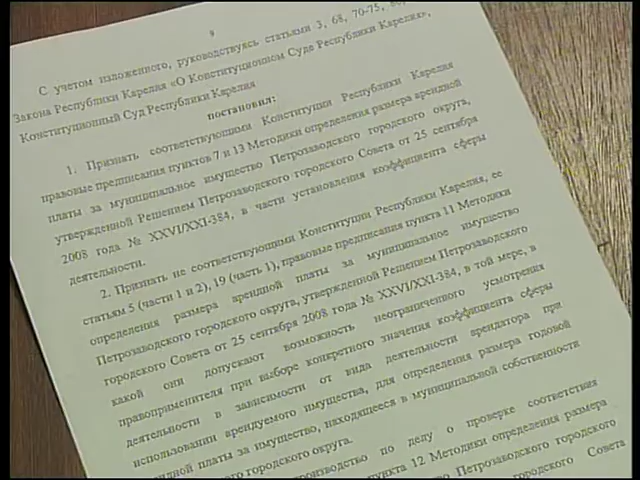 9
С учетом изложенного, руководствуясь статьями 3, 68, 70-75,
Закона Республики Карелия «О Конституционном Суде Республики Карелия»,
Конституционный Суд Республики Карелия
постановил:
1. Признать соответствующими Конституции Республики Карелия
правовые предписания пунктов 7 и 13 Методики определения размера арендной
платы за муниципальное имущество Петрозаводского городского округа,
утвержденной Решением Петрозаводского городского Совета от 25 сентября
2008 года № XXVI/XXI-384, в части установления коэффициента сферы
деятельности.
2. Признать не соответствующими Конституции Республики Карелия, ее
статьям 5 (части 1 и 2), 19 (часть 1), правовые предписания пункта 11 Методики
определения размера арендной платы за муниципальное имущество
Петрозаводского городского округа, утвержденной Решением Петрозаводского
городского Совета от 25 сентября 2008 года № XXVI/XXI-384, в той мере, в
какой они допускают возможность неограниченного усмотрения
правоприменителя при выборе конкретного значения коэффициента сферы
деятельности в зависимости от вида деятельности арендатора при
использовании арендуемого имущества, для определения размера годовой
арендной платы за имущество, находящееся в муниципальной собственности
городского округа.
производство по делу о проверке соответствия
пункта 12 Методики определения размера
Петрозаводского городского
городского Совета